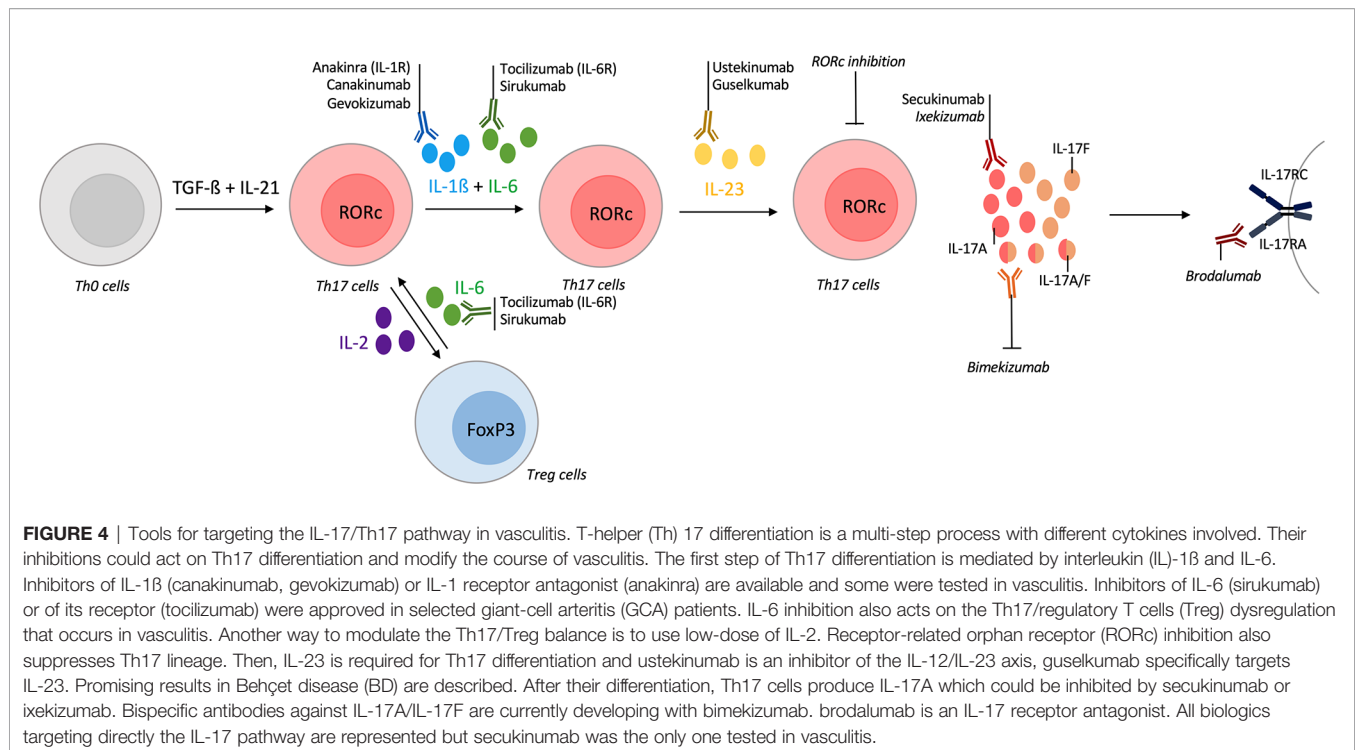 Anakinra (IL-1R)
Canakinumab
Gevokizumab
Tocilizumab (IL-6R)
Sirukumab
Ustekinumab
Guselkumab
RORc inhibition
Secukinumab
Ixekizumab
IL-17F
IL-17RC
TGF-ß + IL-21
RORc
IL-1ß + IL-6
RORc
IL-23
RORc
IL-17A
IL-17RA
IL-17A/F
Brodalumab
Th0 cells
Th17 cells
Th17 cells
Th17 cells
IL-6
Tocilizumab (IL-6R)
Sirukumab
IL-2
Bimekizumab
FoxP3
Treg cells
FIGURE 4 | Tools for targeting the IL-17/Th17 pathway in vasculitis. T-helper (Th) 17 differentiation is a multi-step process with different cytokines involved. Their
inhibitions could act on Th17 differentiation and modify the course of vasculitis. The first step of Th17 differentiation is mediated by interleukin (IL)-1ß and IL-6.
Inhibitors of IL-1ß (canakinumab, gevokizumab) or IL-1 receptor antagonist (anakinra) are available and some were tested in vasculitis. Inhibitors of IL-6 (sirukumab)
or of its receptor (tocilizumab) were approved in selected giant-cell arteritis (GCA) patients. IL-6 inhibition also acts on the Th17/regulatory T cells (Treg) dysregulation
that occurs in vasculitis. Another way to modulate the Th17/Treg balance is to use low-dose of IL-2. Receptor-related orphan receptor (RORc) inhibition also
suppresses Th17 lineage. Then, IL-23 is required for Th17 differentiation and ustekinumab is an inhibitor of the IL-12/IL-23 axis, guselkumab specifically targets
IL-23. Promising results in Behçet disease (BD) are described. After their differentiation, Th17 cells produce IL-17A which could be inhibited by secukinumab or
ixekizumab. Bispecific antibodies against IL-17A/IL-17F are currently developing with bimekizumab. brodalumab is an IL-17 receptor antagonist. All biologics
targeting directly the IL-17 pathway are represented but secukinumab was the only one tested in vasculitis.